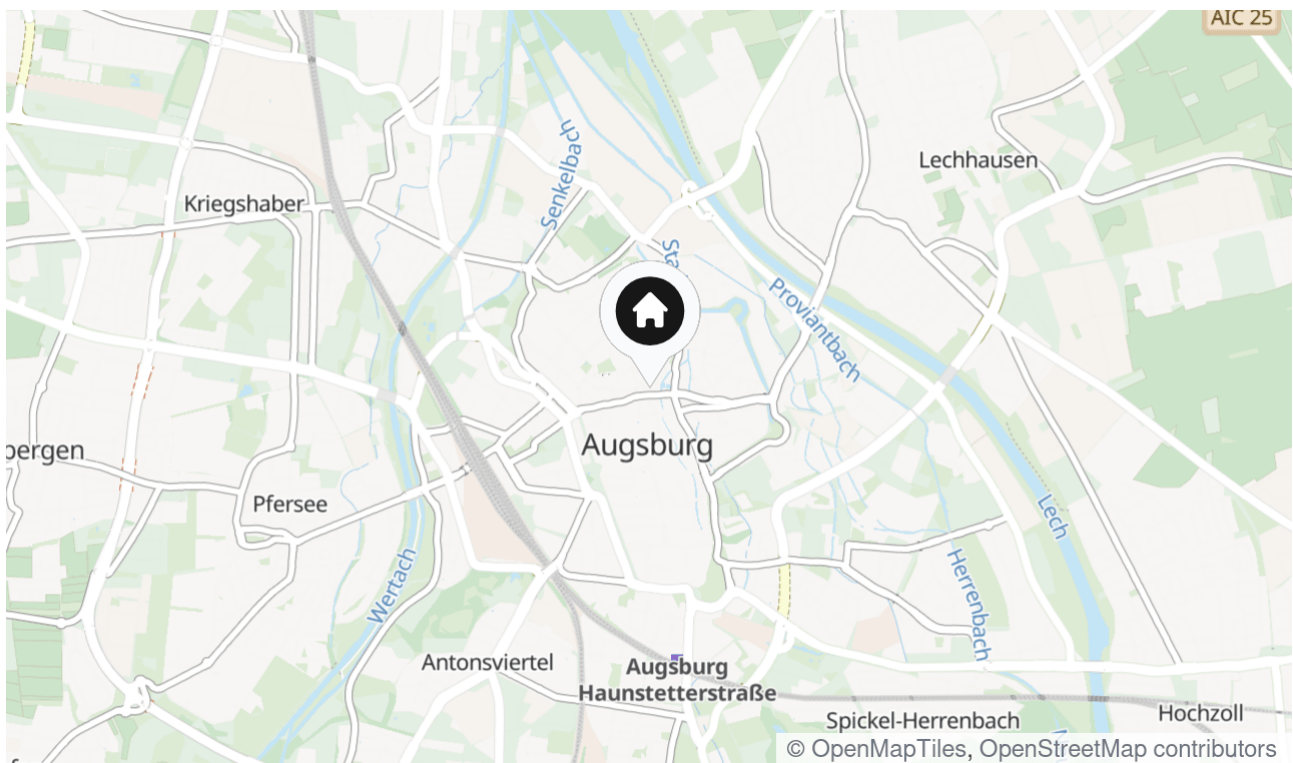 AIC 25
Senkelbach
Lechhausen
Kriegshaber
Sta
Proviantbach
Augsburg
bergen
Pfersee
Lech
Wertach
Herrenbach
Antonsviertel
Augsburg
Haunstetterstraße
Spickel-Herrenbach
Hochzoll
© OpenMapTiles, OpenStreetMap contributors